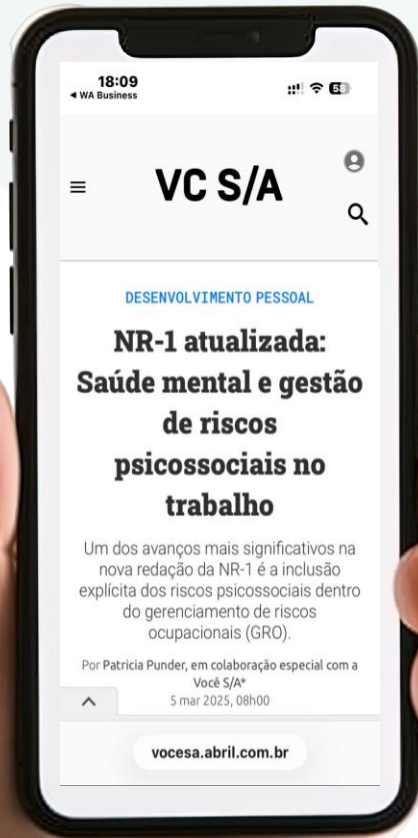 18:09
◄ WA Business
53
VC S/A
DESENVOLVIMENTO PESSOAL
NR-1 atualizada:
Saúde mental e gestão
de riscos
psicossociais no
trabalho
Um dos avanços mais significativos na
nova redação da NR-1 é a inclusão
explícita dos riscos psicossociais dentro
do gerenciamento de riscos
ocupacionais (GRO).
Por Patricia Punder, em colaboração especial com a
Você S/A*
5 mar 2025, 08h00
vocesa.abril.com.br